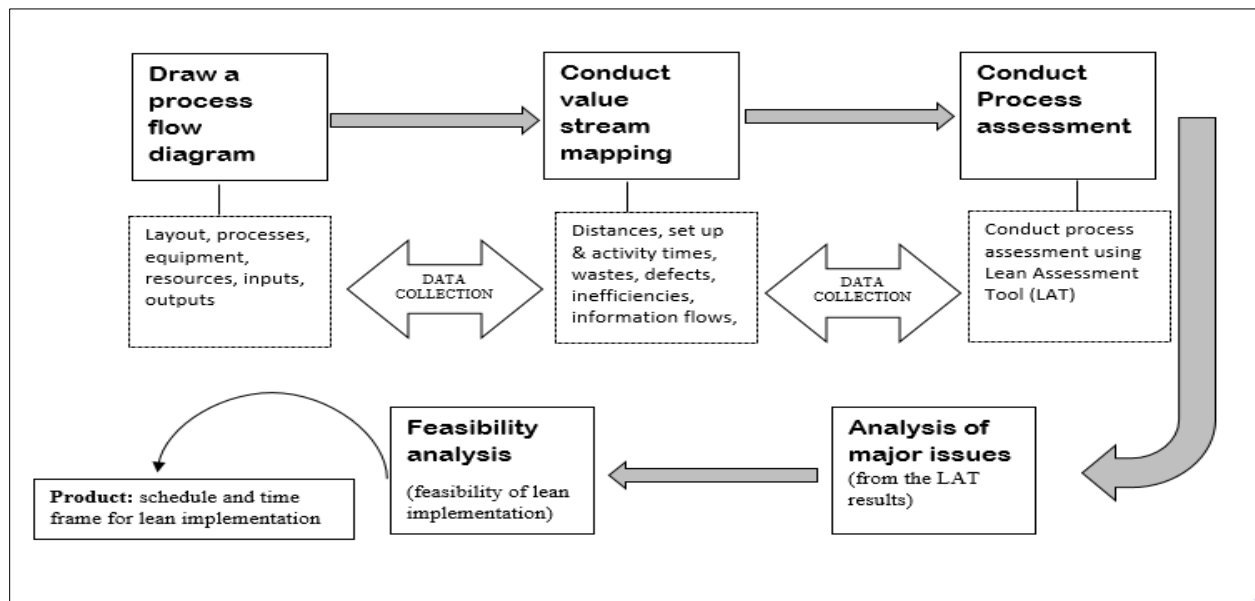 Draw a
process
flow
diagram
Conduct
value
stream
mapping
Conduct
Process
assessment
Layout, processes,
equipment,
resources, inputs,
outputs
DATA
COLLECTION
Distances, set up
& activity times,
wastes, defects,
inefficiencies,
information flows,
DATA
COLLECTION
Conduct process
assessment using
Lean Assessment
Tool (LAT)
Analysis of
major issues
(from the LAT
results)
Feasibility
analysis
(feasibility of lean
implementation)
Product: schedule and time
frame for lean implementation